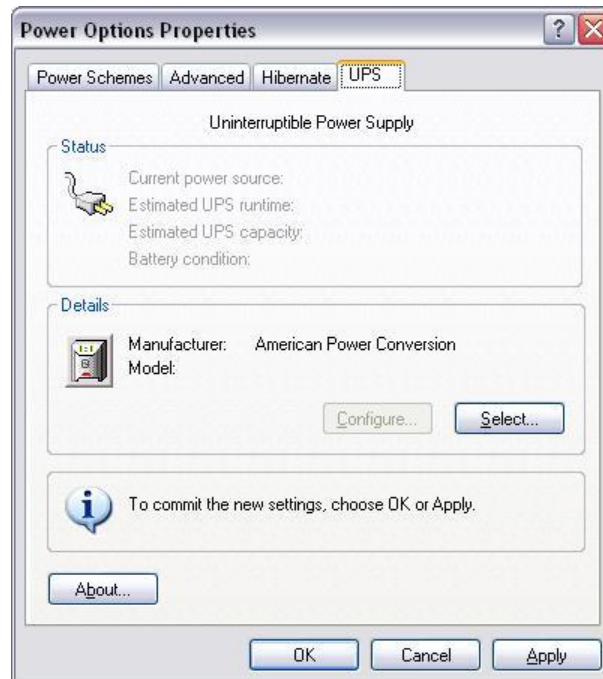 Power Options Properties
Power Schemes Advanced Hibernate UPS
Uninterruptible Power Supply
Status
Current power source:
Estimated UPS runtime:
Estimated UPS capacity:
Battery condition:
Details
Manufacturer: American Power Conversion
Model:
Configure... Select...
To commit the new settings, choose OK or Apply.
About...
OK Cancel Apply